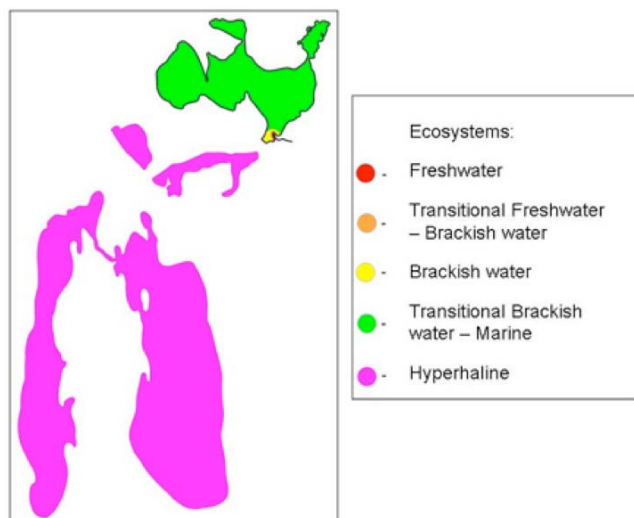 Ecosystems:
- Freshwater
- Transitional Freshwater
– Brackish water
- Brackish water
- Transitional Brackish
water – Marine
- Hyperhaline